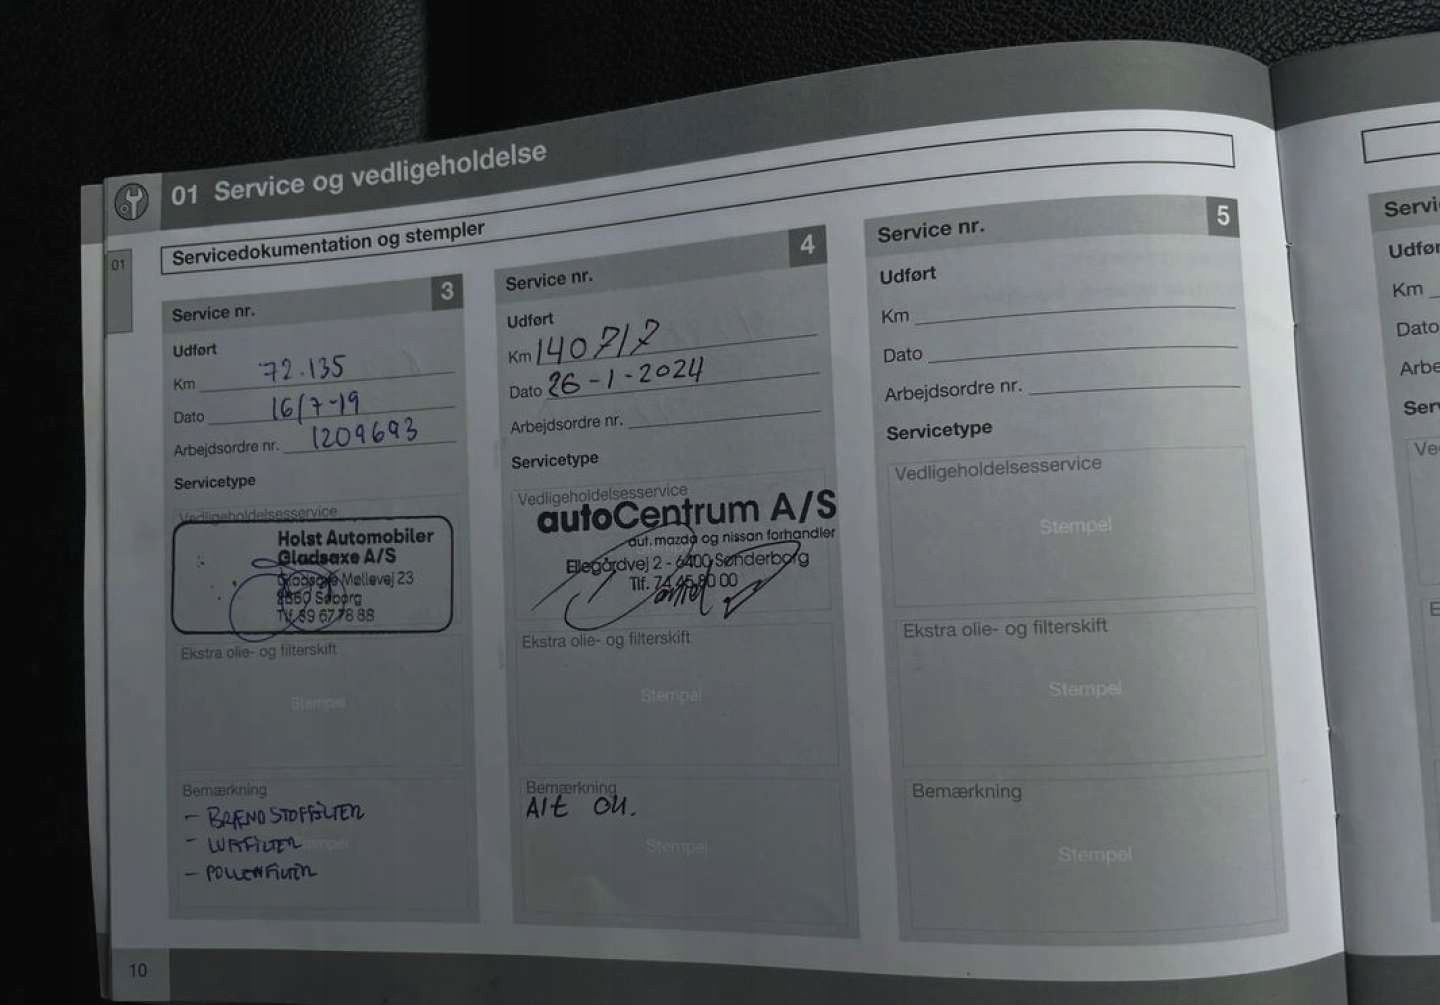 01 Service og vedligeholdelse
01
Servicedokumentation og stempler
Service nr. 3
Udført
Km 72.135
Dato 16/7-19
Arbejdsordre nr. 1209693
Servicetype
Vedligeholdelsesservice
Holst Automobiler
Gladsaxe A/S
Gladsaxe Møllevej 23
2860 Søborg
Tlf. 39 67 78 88
Ekstra olie- og filterskift
Stempel
Bemærkning
- BRÆNDSTOFFILTER
- LUFTFILTER
- POLLENFILTER
Service nr. 4
Udført
Km 140717
Dato 26-1-2024
Arbejdsordre nr.
Servicetype
Vedligeholdelsesservice
autoCentrum A/S
aut. mazda og nissan forhandler
Ellegårdvej 2 - 6400 Sønderborg
Tlf. 74 45 80 00
Ekstra olie- og filterskift
Stempel
Bemærkning
Alt OK.
Stempel
Service nr. 5
Udført
Km
Dato
Arbejdsordre nr.
Servicetype
Vedligeholdelsesservice
Stempel
Ekstra olie- og filterskift
Stempel
Bemærkning
Stempel
10
Km
Dato